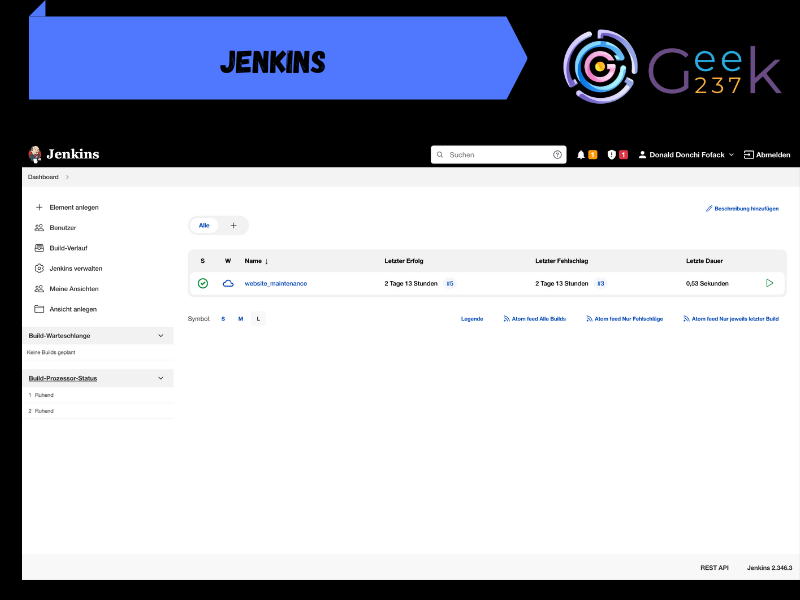 JENKINS
Geek
237
Jenkins
Suchen
1
1
Donald Donchi Fofack
Abmelden
Dashboard
Element anlegen
Benutzer
Build-Verlauf
Jenkins verwalten
Meine Ansichten
Ansicht anlegen
Build-Warteschlange
Keine Builds geplant
Build-Prozessor-Status
1 Ruhend
2 Ruhend
Beschreibung hinzufügen
Alle +
S W Name ↓ Letzter Erfolg Letzter Fehlschlag Letzte Dauer
website_maintenance 2 Tage 13 Stunden #5 2 Tage 13 Stunden #3 0,53 Sekunden
Symbol: S M L Legende Atom feed Alle Builds Atom feed Nur Fehlschläge Atom feed Nur jeweils letzter Build
REST API Jenkins 2.346.3